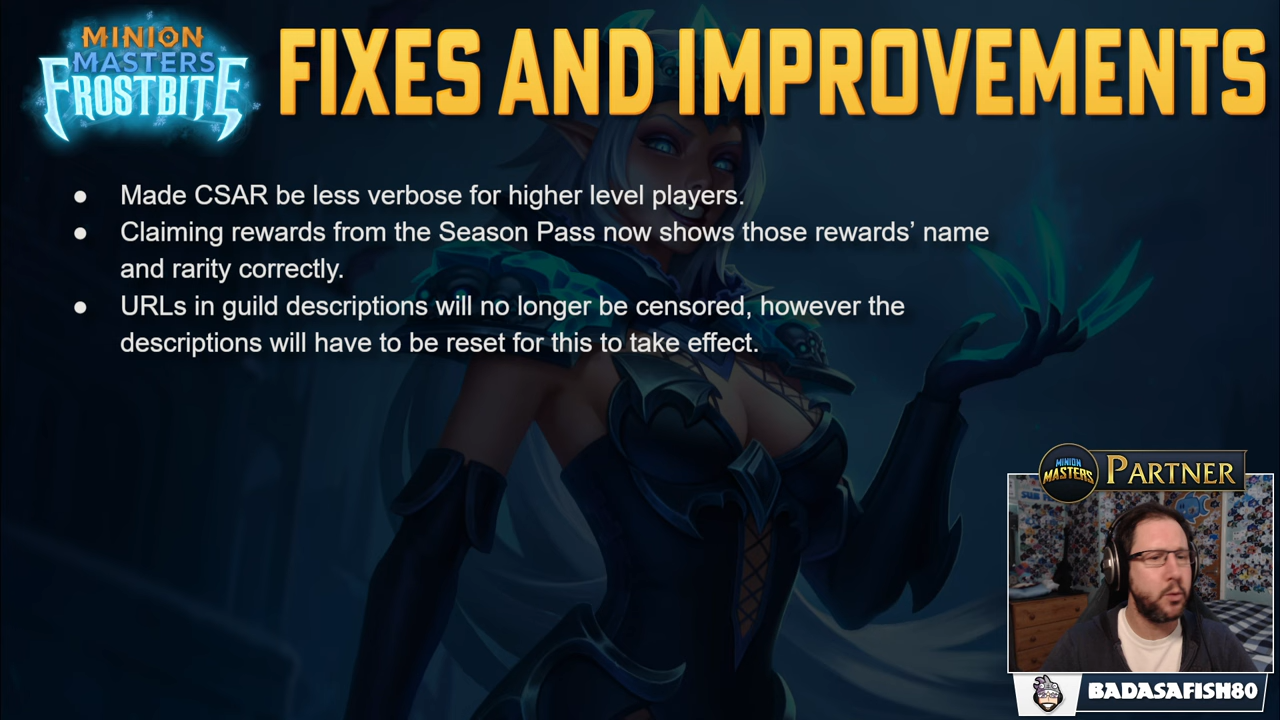 MINION
MASTERS
FROSTBITE
FIXES AND IMPROVEMENTS
● Made CSAR be less verbose for higher level players.
● Claiming rewards from the Season Pass now shows those rewards’ name
and rarity correctly.
● URLs in guild descriptions will no longer be censored, however the
descriptions will have to be reset for this to take effect.
MINION
MASTERS
PARTNER
BADASAFISH80